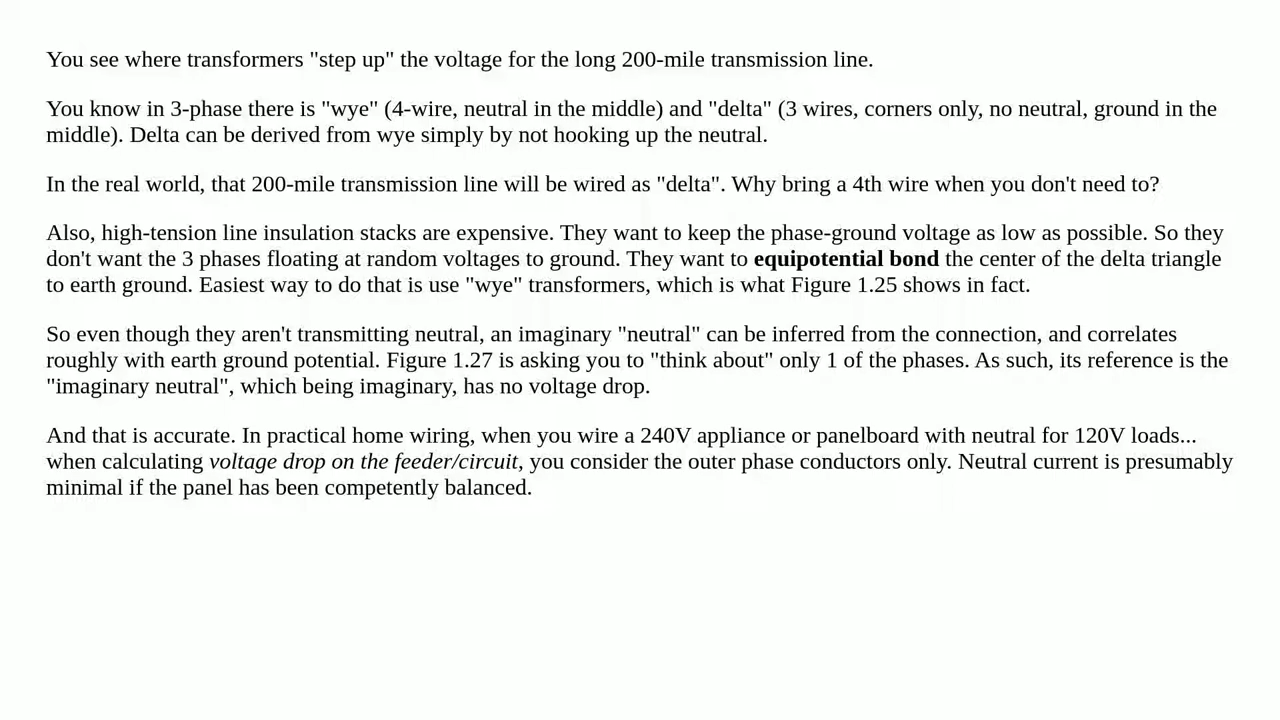 You see where transformers "step up" the voltage for the long 200-mile transmission line.
You know in 3-phase there is "wye" (4-wire, neutral in the middle) and "delta" (3 wires, corners only, no neutral, ground in the
middle). Delta can be derived from wye simply by not hooking up the neutral.
In the real world, that 200-mile transmission line will be wired as "delta". Why bring a 4th wire when you don't need to?
Also, high-tension line insulation stacks are expensive. They want to keep the phase-ground voltage as low as possible. So they
don't want the 3 phases floating at random voltages to ground. They want to equipotential bond the center of the delta triangle
to earth ground. Easiest way to do that is use "wye" transformers, which is what Figure 1.25 shows in fact.
So even though they aren't transmitting neutral, an imaginary "neutral" can be inferred from the connection, and correlates
roughly with earth ground potential. Figure 1.27 is asking you to "think about" only 1 of the phases. As such, its reference is the
"imaginary neutral", which being imaginary, has no voltage drop.
And that is accurate. In practical home wiring, when you wire a 240V appliance or panelboard with neutral for 120V loads...
when calculating voltage drop on the feeder/circuit, you consider the outer phase conductors only. Neutral current is presumably
minimal if the panel has been competently balanced.